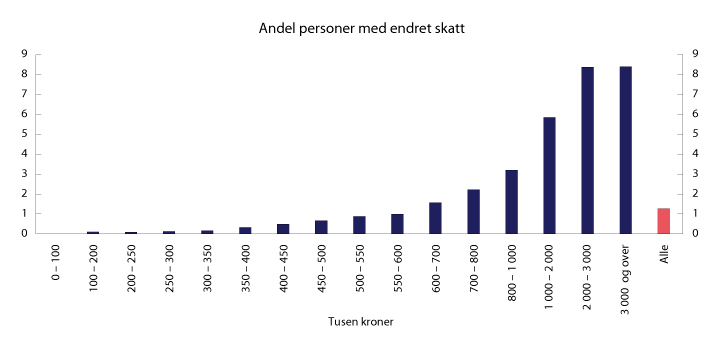 Andel personer med endret skatt
9 9
8 8
7 7
6 6
5 5
4 4
3 3
2 2
1 1
0 0
0 – 100
100 – 200
200 – 250
250 – 300
300 – 350
350 – 400
400 – 450
450 – 500
500 – 550
550 – 600
600 – 700
700 – 800
800 – 1 000
1 000 – 2 000
2 000 – 3 000
3 000 og over
Alle
Tusen kroner